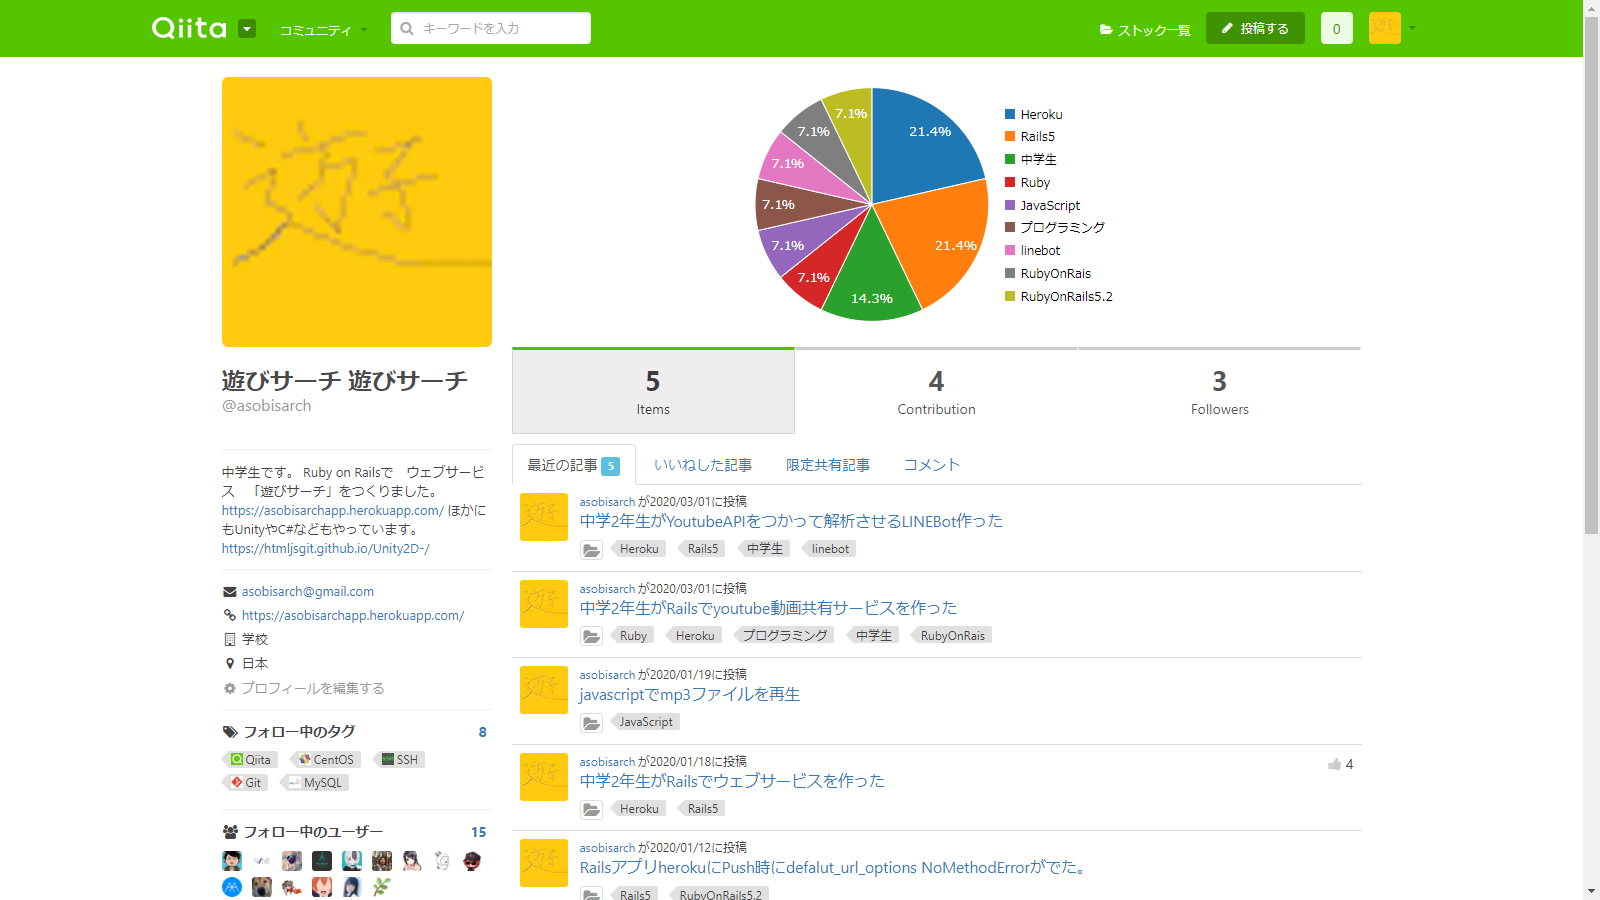 Qiita
コミュニティ
キーワードを入力
ストック一覧
投稿する
0
遊
遊びサーチ 遊びサーチ
@asobisarch
中学生です。 Ruby on Railsで　ウェブサービ
ス　「遊びサーチ」をつくりました。
https://asobisarchapp.herokuapp.com/ ほかに
もUnityやC#などもやっています。
https://htmljsgit.github.io/Unity2D-/
asobisarch@gmail.com
https://asobisarchapp.herokuapp.com/
学校
日本
プロフィールを編集する
フォロー中のタグ 8
Qiita CentOS SSH
Git MySQL
フォロー中のユーザー 15
7.1%
21.4%
7.1%
7.1%
7.1%
7.1%
21.4%
7.1%
14.3%
Heroku
Rails5
中学生
Ruby
JavaScript
プログラミング
linebot
RubyOnRais
RubyOnRails5.2
5
Items
4
Contribution
3
Followers
最近の記事 5 いいねした記事 限定共有記事 コメント
asobisarch が2020/03/01に投稿
中学2年生がYoutubeAPIをつかって解析させるLINEBot作った
Heroku Rails5 中学生 linebot
asobisarch が2020/03/01に投稿
中学2年生がRailsでyoutube動画共有サービスを作った
Ruby Heroku プログラミング 中学生 RubyOnRais
asobisarch が2020/01/19に投稿
javascriptでmp3ファイルを再生
JavaScript
asobisarch が2020/01/18に投稿
4
中学2年生がRailsでウェブサービスを作った
Heroku Rails5
asobisarch が2020/01/12に投稿
RailsアプリherokuにPush時にdefalut_url_options NoMethodErrorがでた。
Rails5 RubyOnRails5.2